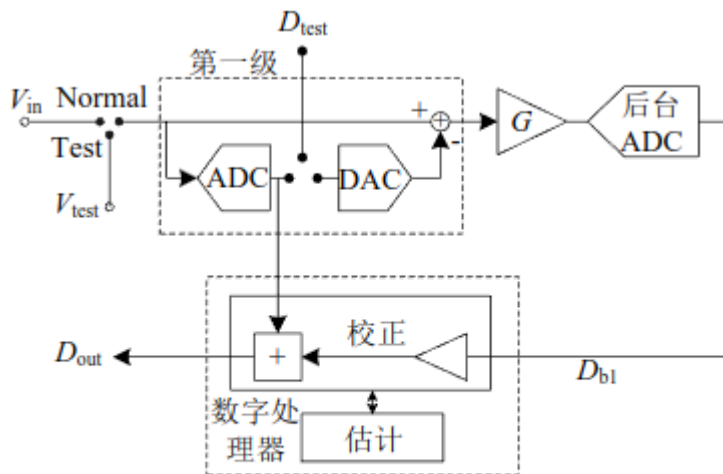 D_test
第一级
V_in
Normal
Test
V_test
ADC
DAC
+
-
G
后台
ADC
D_out
+
校正
D_b1
数字处
理器
估计